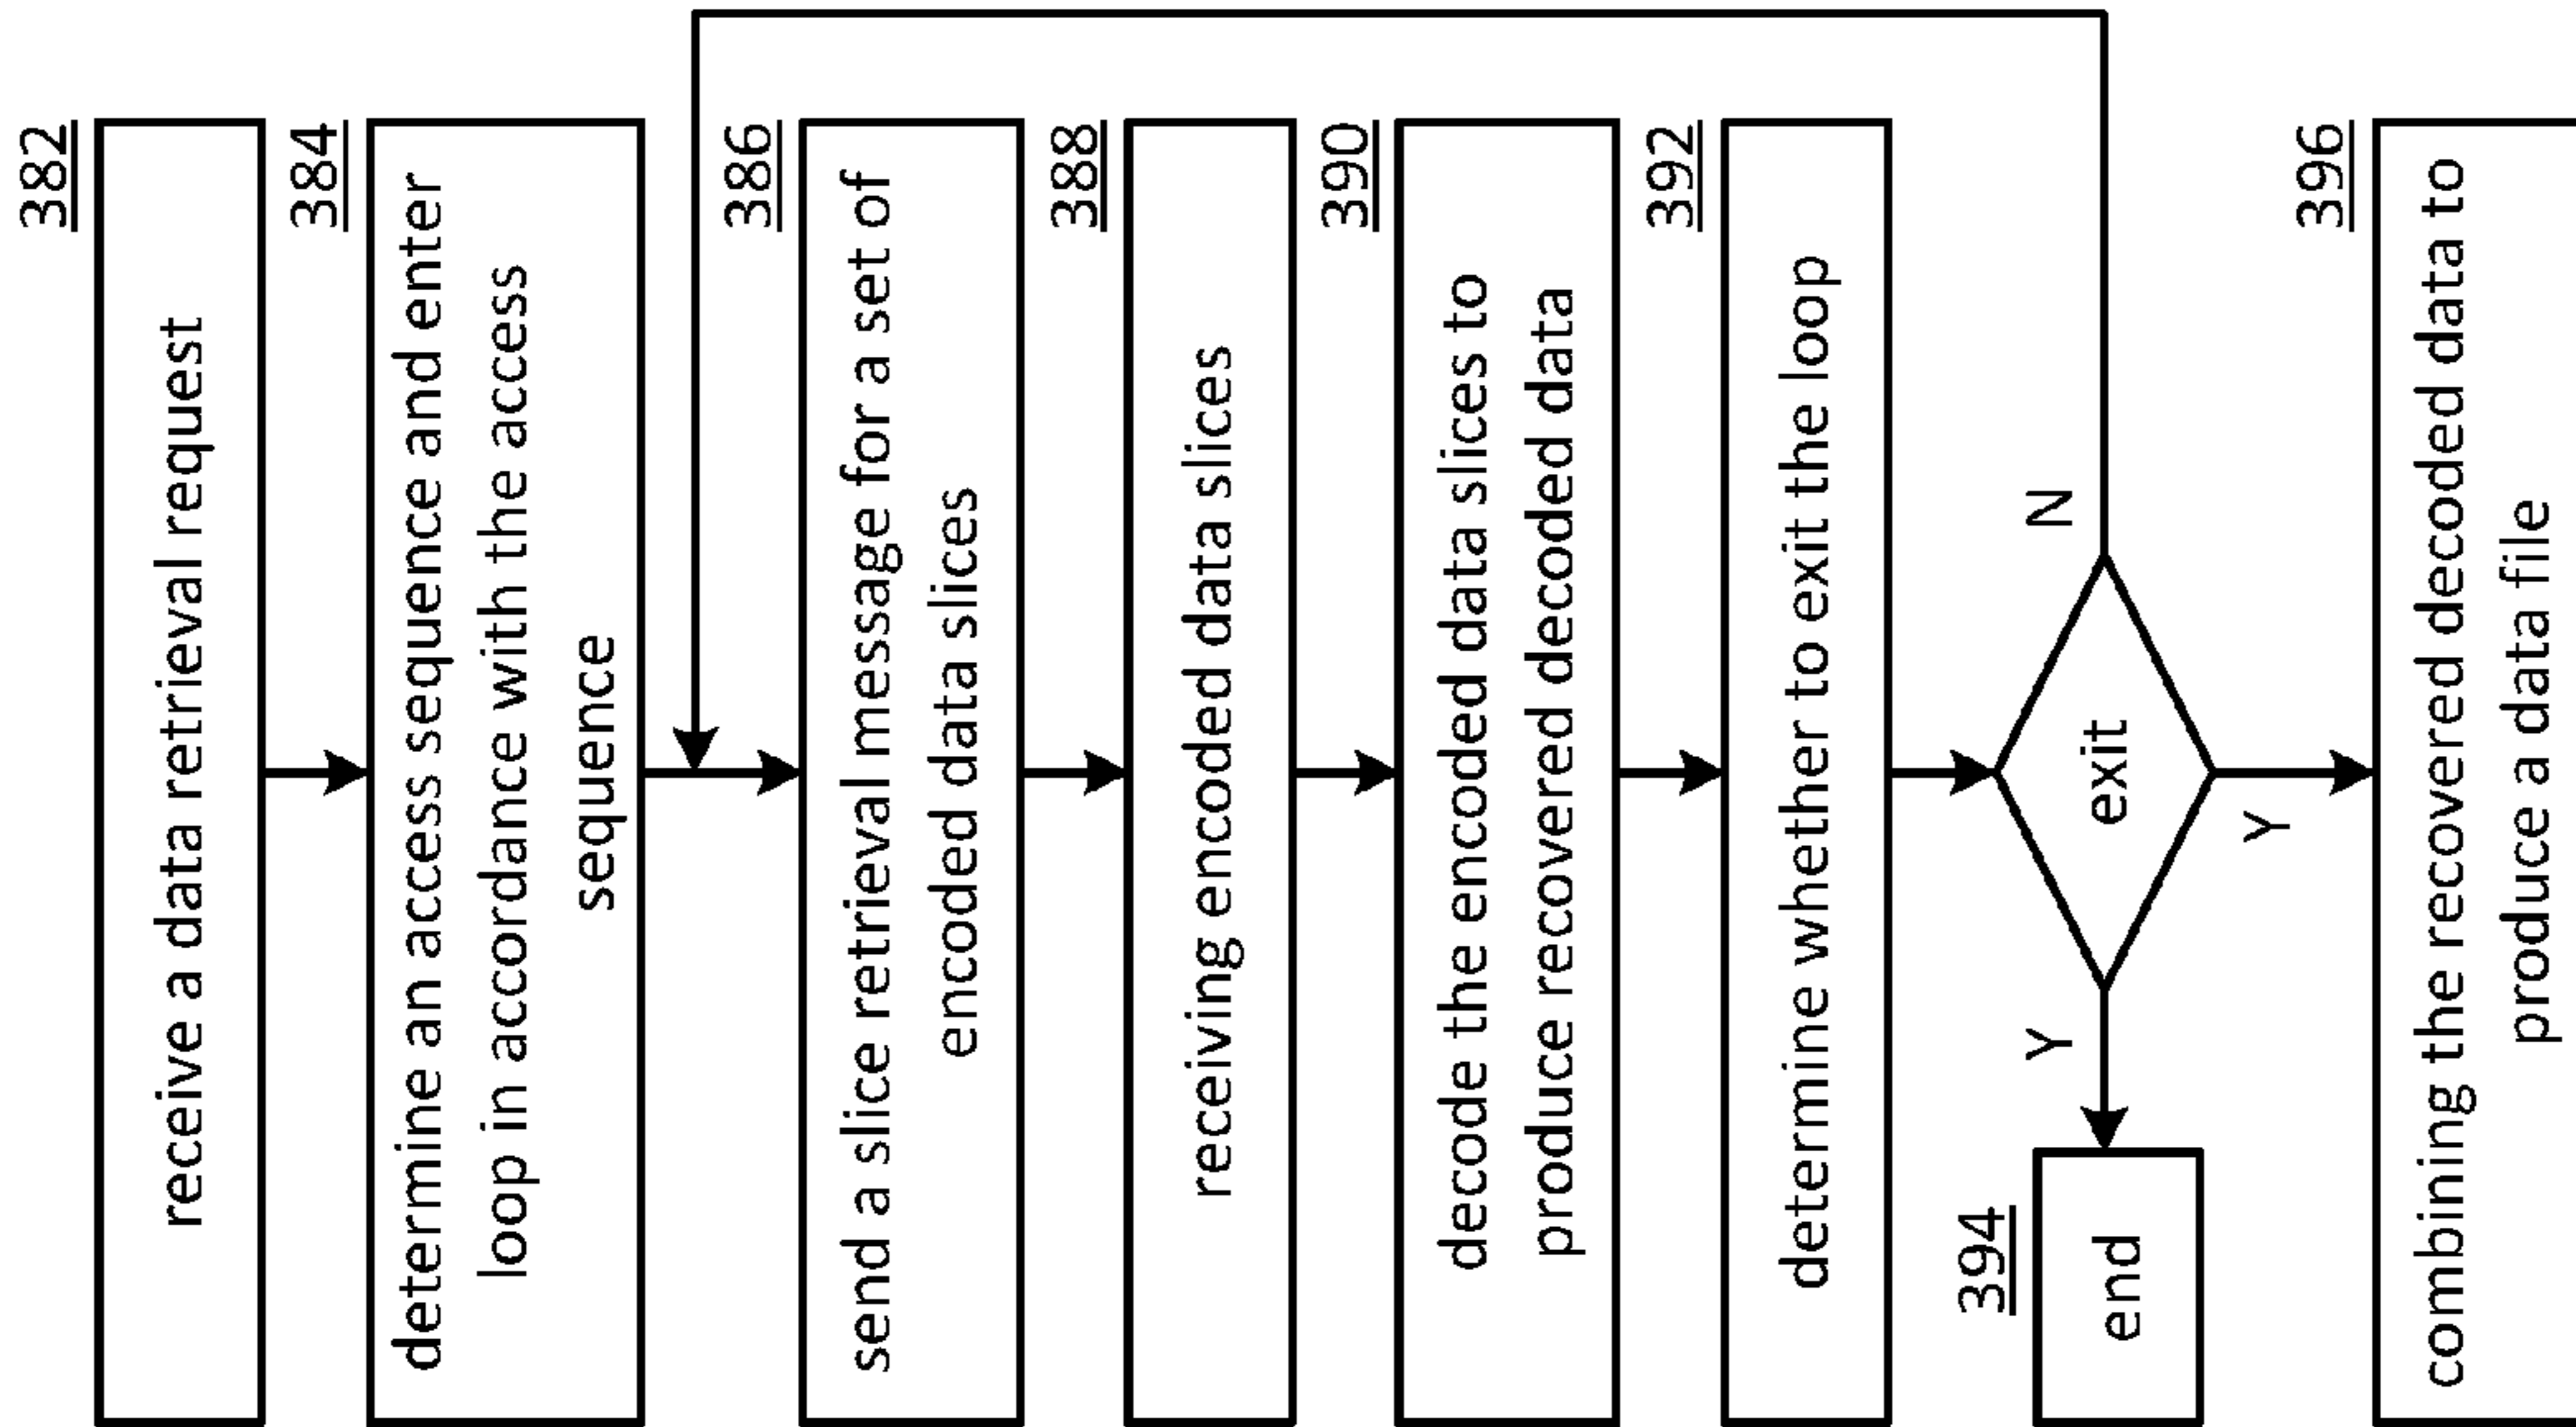 382
receive a data retrieval request
384
determine an access sequence and enter
loop in accordance with the access
sequence
386
send a slice retrieval message for a set of
encoded data slices
388
receiving encoded data slices
390
decode the encoded data slices to
produce recovered decoded data
392
determine whether to exit the loop
exit
N
Y
Y
394
end
396
combining the recovered decoded data to
produce a data file